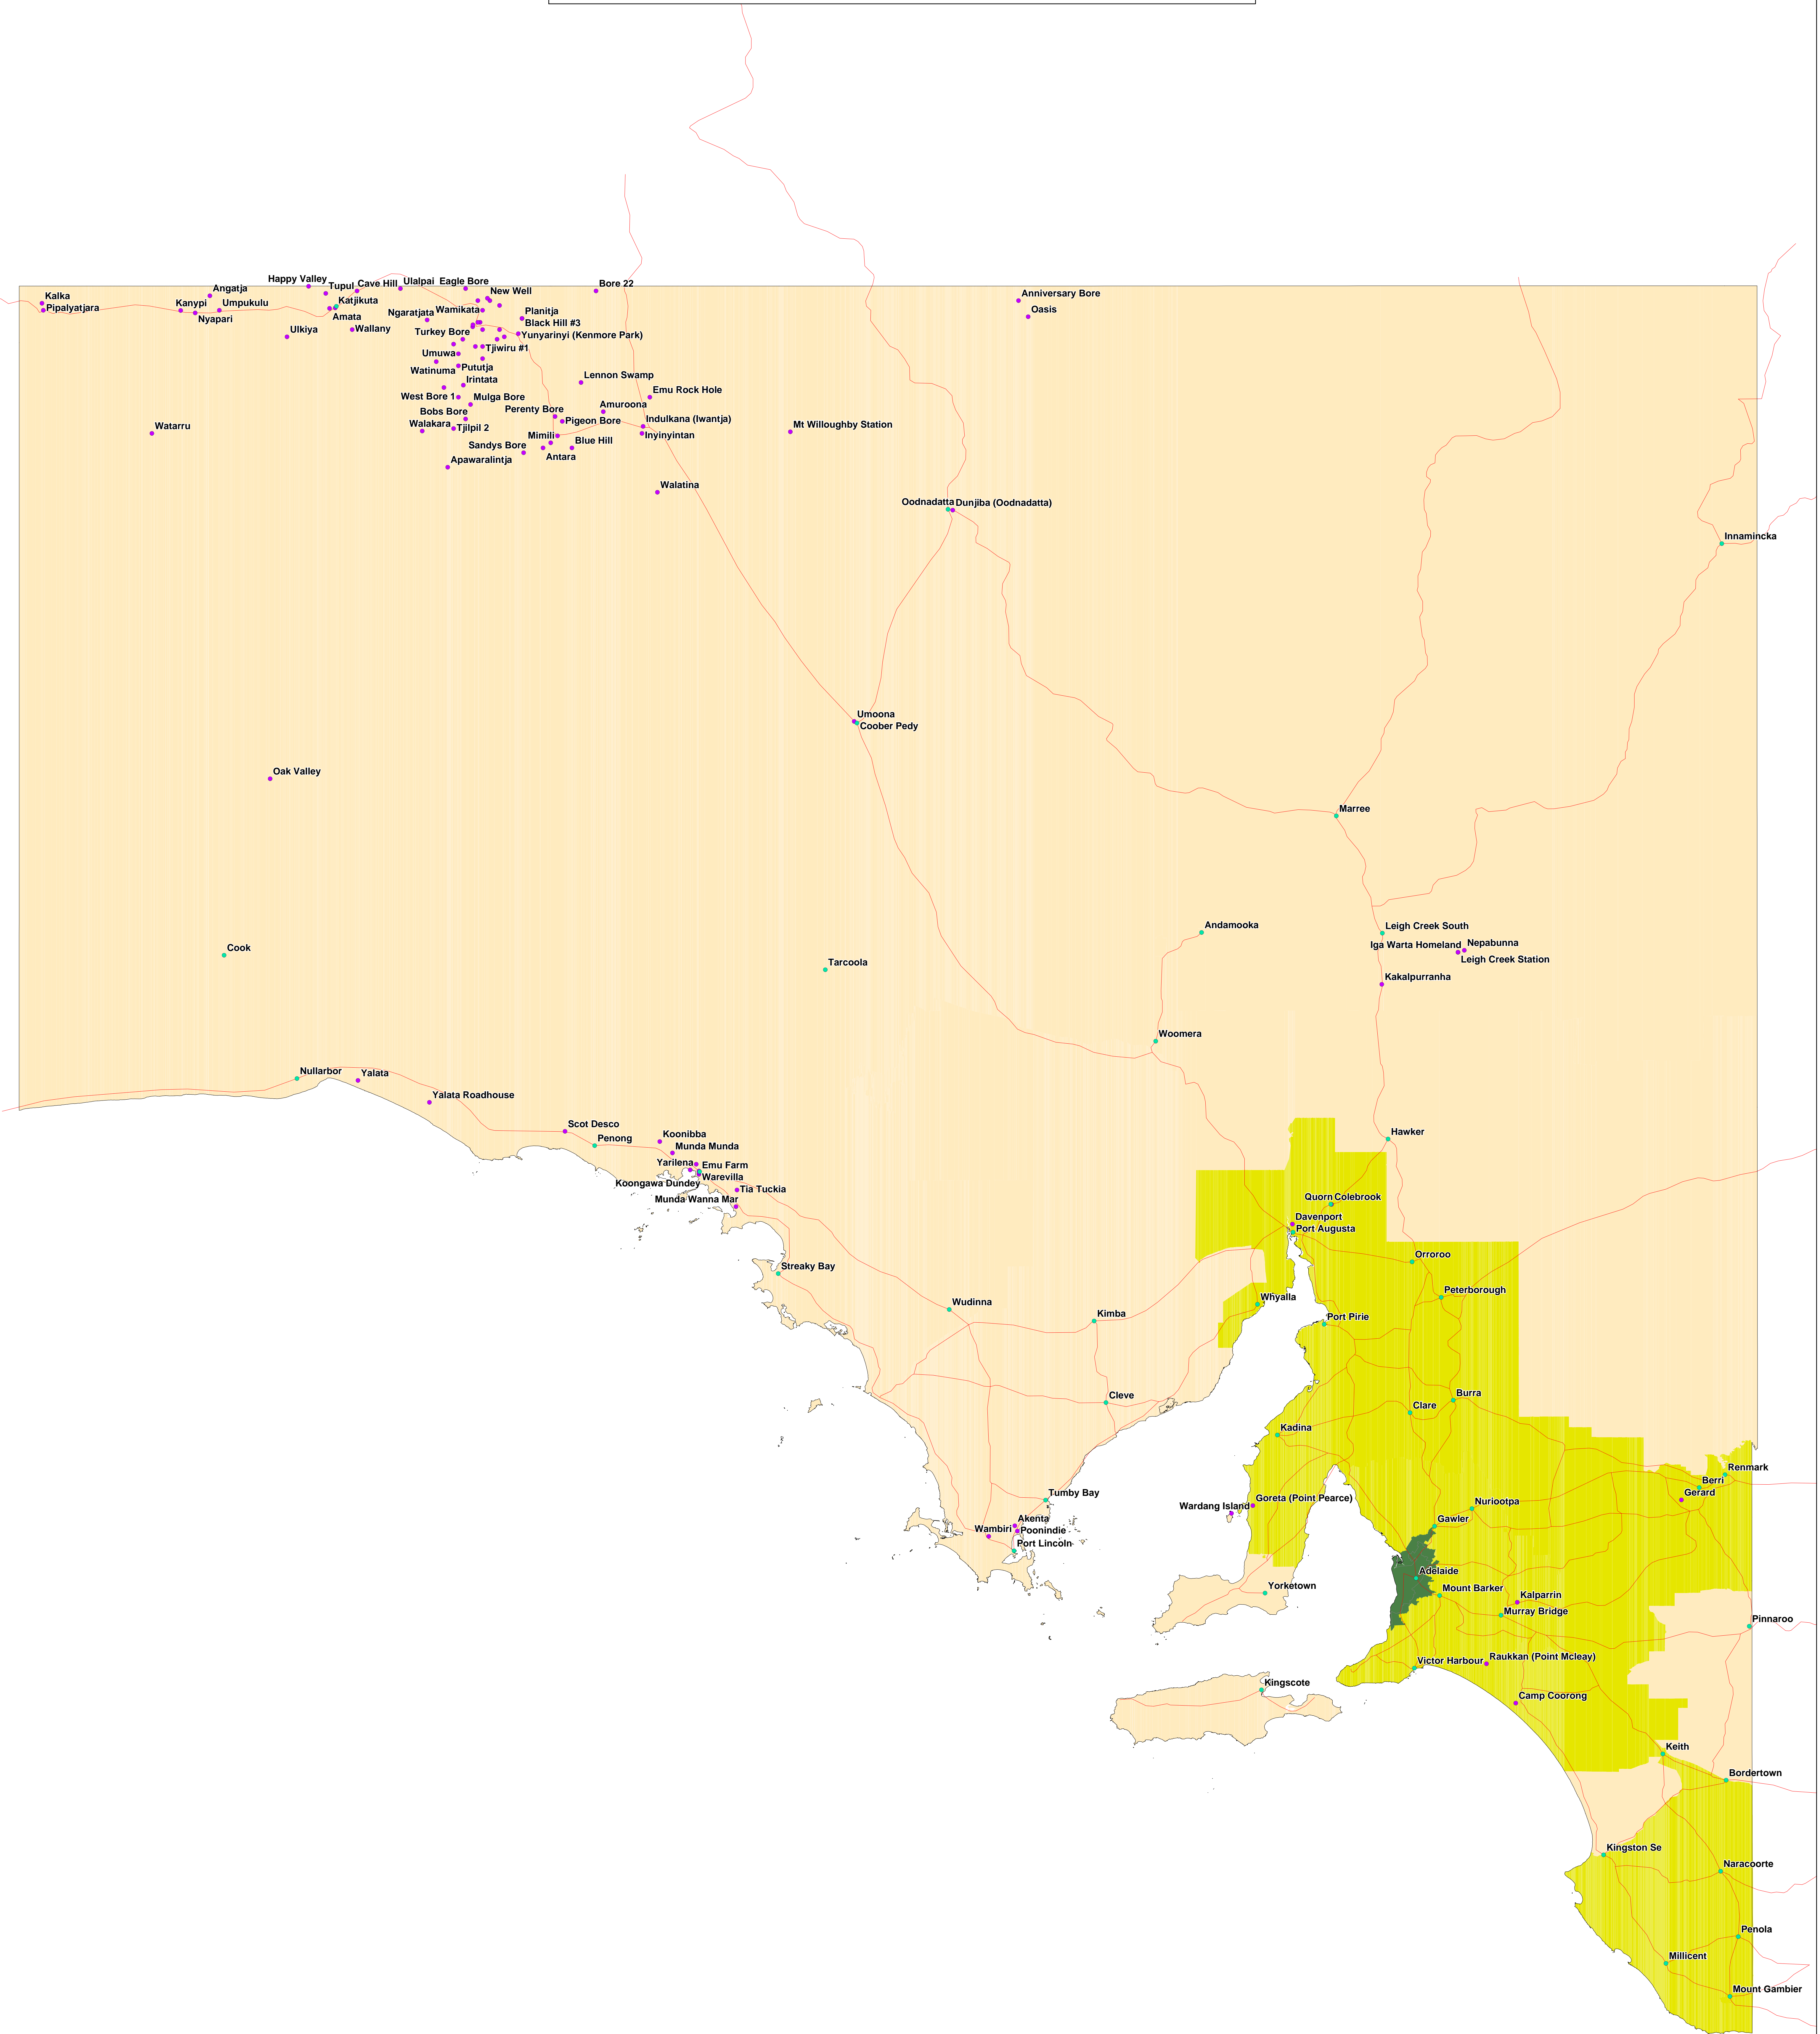 Happy Valley
Cave Hill
Ulalpai
Eagle Bore
Bore 22
Tupul
New Well
Angatja
Kalka
Anniversary Bore
Katjikuta
Kanypi
Umpukulu
Pipalyatjara
Wamikata
Planitja
Oasis
Ngaratjata
Amata
Nyapari
Black Hill #3
Ulkiya
Wallany
Turkey Bore
Yunyarinyi (Kenmore Park)
Tjiwiru #1
Umuwa
Watinuma
Pututja
Irintata
Lennon Swamp
Emu Rock Hole
West Bore 1
Mulga Bore
Bobs Bore
Perenty Bore
Amuroona
Pigeon Bore
Indulkana (Iwantja)
Walakara
Tjilpil 2
Watarru
Mt Willoughby Station
Mimili
Inyinyintan
Sandys Bore
Blue Hill
Antara
Apawaralintja
Walatina
Oodnadatta
Dunjiba (Oodnadatta)
Innamincka
Umoona
Coober Pedy
Oak Valley
Marree
Andamooka
Leigh Creek South
Cook
Iga Warta Homeland
Nepabunna
Leigh Creek Station
Tarcoola
Kakalpurranha
Woomera
Nullarbor
Yalata
Yalata Roadhouse
Scot Desco
Hawker
Koonibba
Penong
Munda Munda
Yarilena
Emu Farm
Warevilla
Koongawa Dundey
Tia Tuckia
Munda Wanna Mar
Quorn
Colebrook
Davenport
Port Augusta
Orroroo
Streaky Bay
Peterborough
Whyalla
Wudinna
Kimba
Port Pirie
Cleve
Burra
Clare
Kadina
Renmark
Berri
Tumby Bay
Goreta (Point Pearce)
Gerard
Wardang Island
Nuriootpa
Akenta
Gawler
Wambiri
Poonindie
Port Lincoln
Adelaide
Yorketown
Mount Barker
Kalparrin
Murray Bridge
Pinnaroo
Victor Harbour
Raukkan (Point Mcleay)
Kingscote
Camp Coorong
Keith
Bordertown
Kingston Se
Naracoorte
Penola
Millicent
Mount Gambier